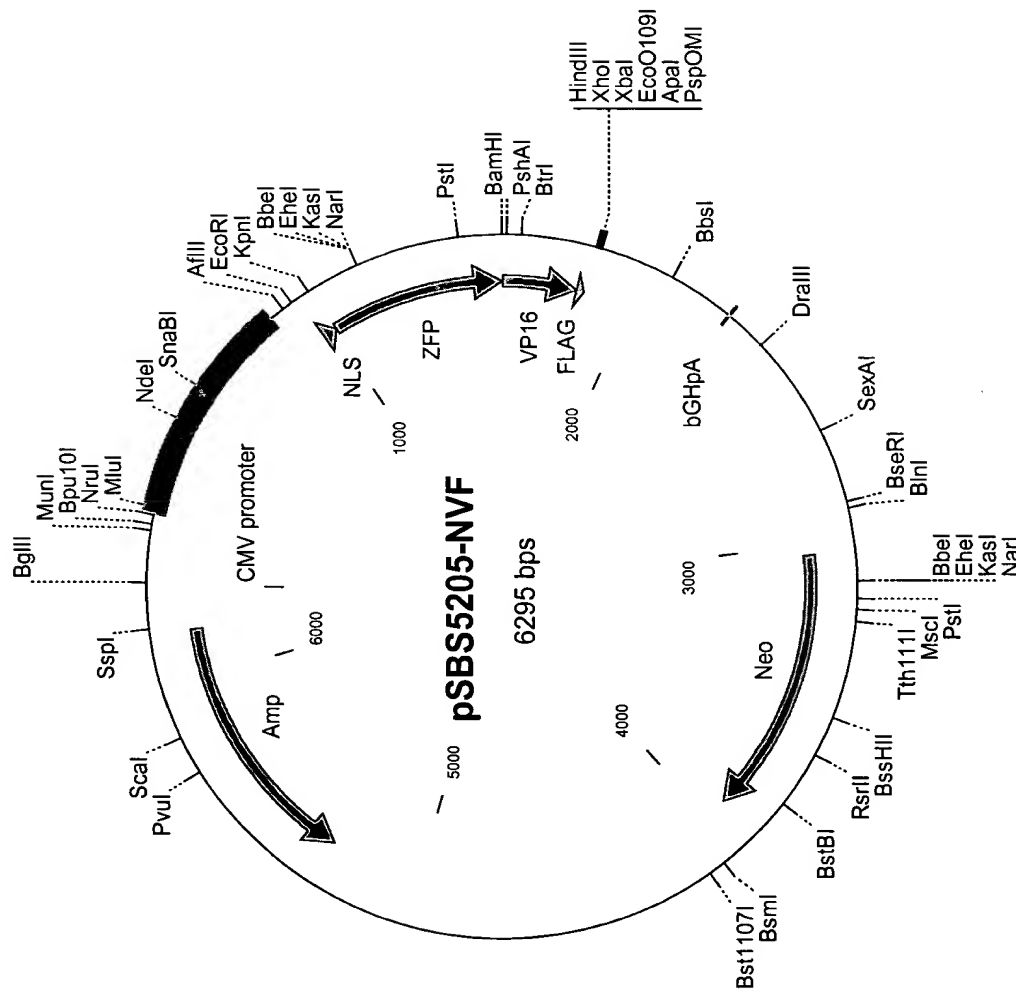 BglII
MunI
Bpu10I
NruI
MluI
NdeI
SnaBI
AflII
EcoRI
KpnI
BbeI
EheI
KasI
NarI
PstI
BamHI
PshAI
BtrI
HindIII
XhoI
XbaI
EcoO109I
ApaI
PspOMI
BbsI
DraIII
SexAI
BseRI
BlnI
BbeI
EheI
KasI
NarI
PstI
MscI
Tth111I
BssHII
RsrII
BstBI
BsmI
Bst1107I
PvuI
ScaI
SspI
CMV promoter
NLS
ZFP
VP16
FLAG
bGHpA
Neo
Amp
1000
2000
3000
4000
5000
6000
pSBS5205-NVF
6295 bps